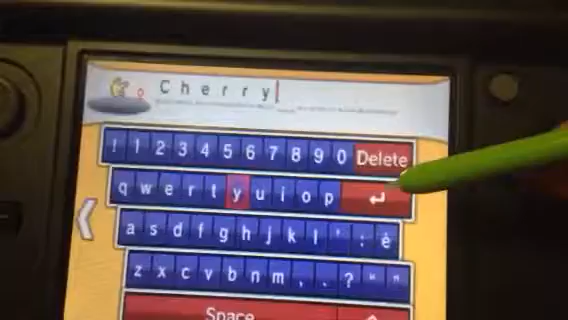 Cherry
! 1 2 3 4 5 6 7 8 9 0 Delete
q w e r t y u i o p ↵
a s d f g h j k l ' : é
z x c v b n m , . ? " "
Space